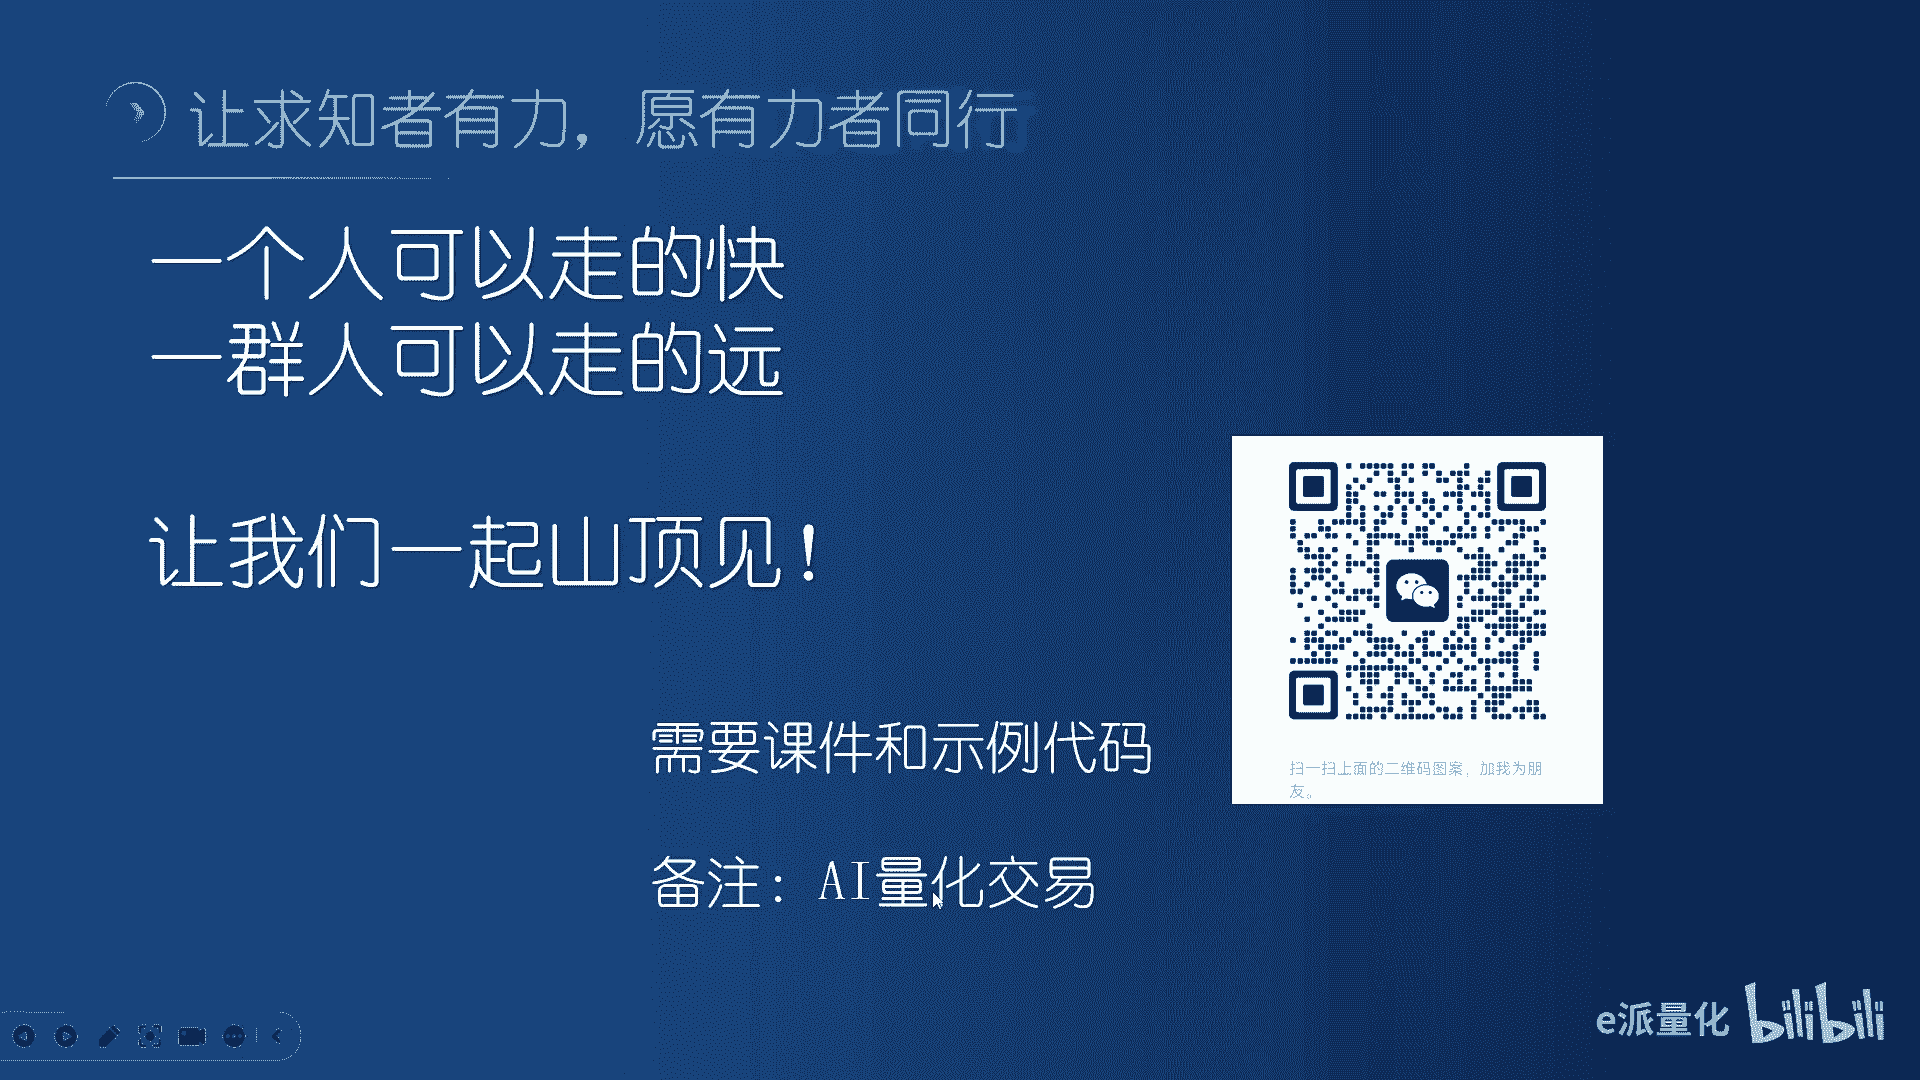 让求知者有力，愿有力者同行
一个人可以走的快
一群人可以走的远
让我们一起山顶见！
需要课件和示例代码
备注：AI量化交易
扫一扫上面的二维码图案，加我为朋
友。
e派量化 bilibili